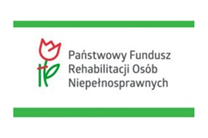 Państwowy Fundusz
Rehabilitacji Osób
Niepełnosprawnych